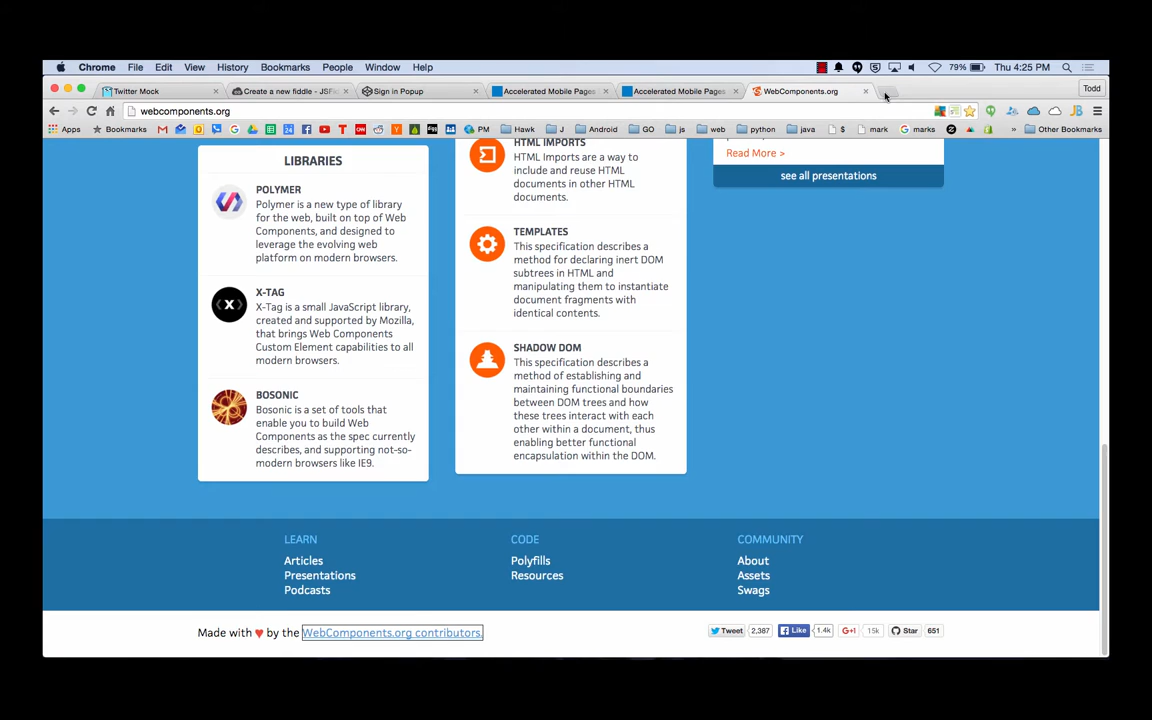 Chrome File Edit View History Bookmarks People Window Help 79% Thu 4:25 PM
Twitter Mock Create a new fiddle - JSFi Sign in Popup Accelerated Mobile Pages Accelerated Mobile Pages WebComponents.org Todd
webcomponents.org
Apps Bookmarks PM Hawk J Android GO js web python java $ mark marks » Other Bookmarks
LIBRARIES
POLYMER
Polymer is a new type of library
for the web, built on top of Web
Components, and designed to
leverage the evolving web
platform on modern browsers.
X-TAG
X-Tag is a small JavaScript library,
created and supported by Mozilla,
that brings Web Components
Custom Element capabilities to all
modern browsers.
BOSONIC
Bosonic is a set of tools that
enable you to build Web
Components as the spec currently
describes, and supporting not-so-
modern browsers like IE9.
HTML IMPORTS
HTML Imports are a way to
include and reuse HTML
documents in other HTML
documents.
TEMPLATES
This specification describes a
method for declaring inert DOM
subtrees in HTML and
manipulating them to instantiate
document fragments with
identical contents.
SHADOW DOM
This specification describes a
method of establishing and
maintaining functional boundaries
between DOM trees and how
these trees interact with each
other within a document, thus
enabling better functional
encapsulation within the DOM.
Read More >
see all presentations
LEARN
Articles
Presentations
Podcasts
CODE
Polyfills
Resources
COMMUNITY
About
Assets
Swags
Made with ♥ by the WebComponents.org contributors.
Tweet 2,387 Like 1.4k G+1 15k Star 651